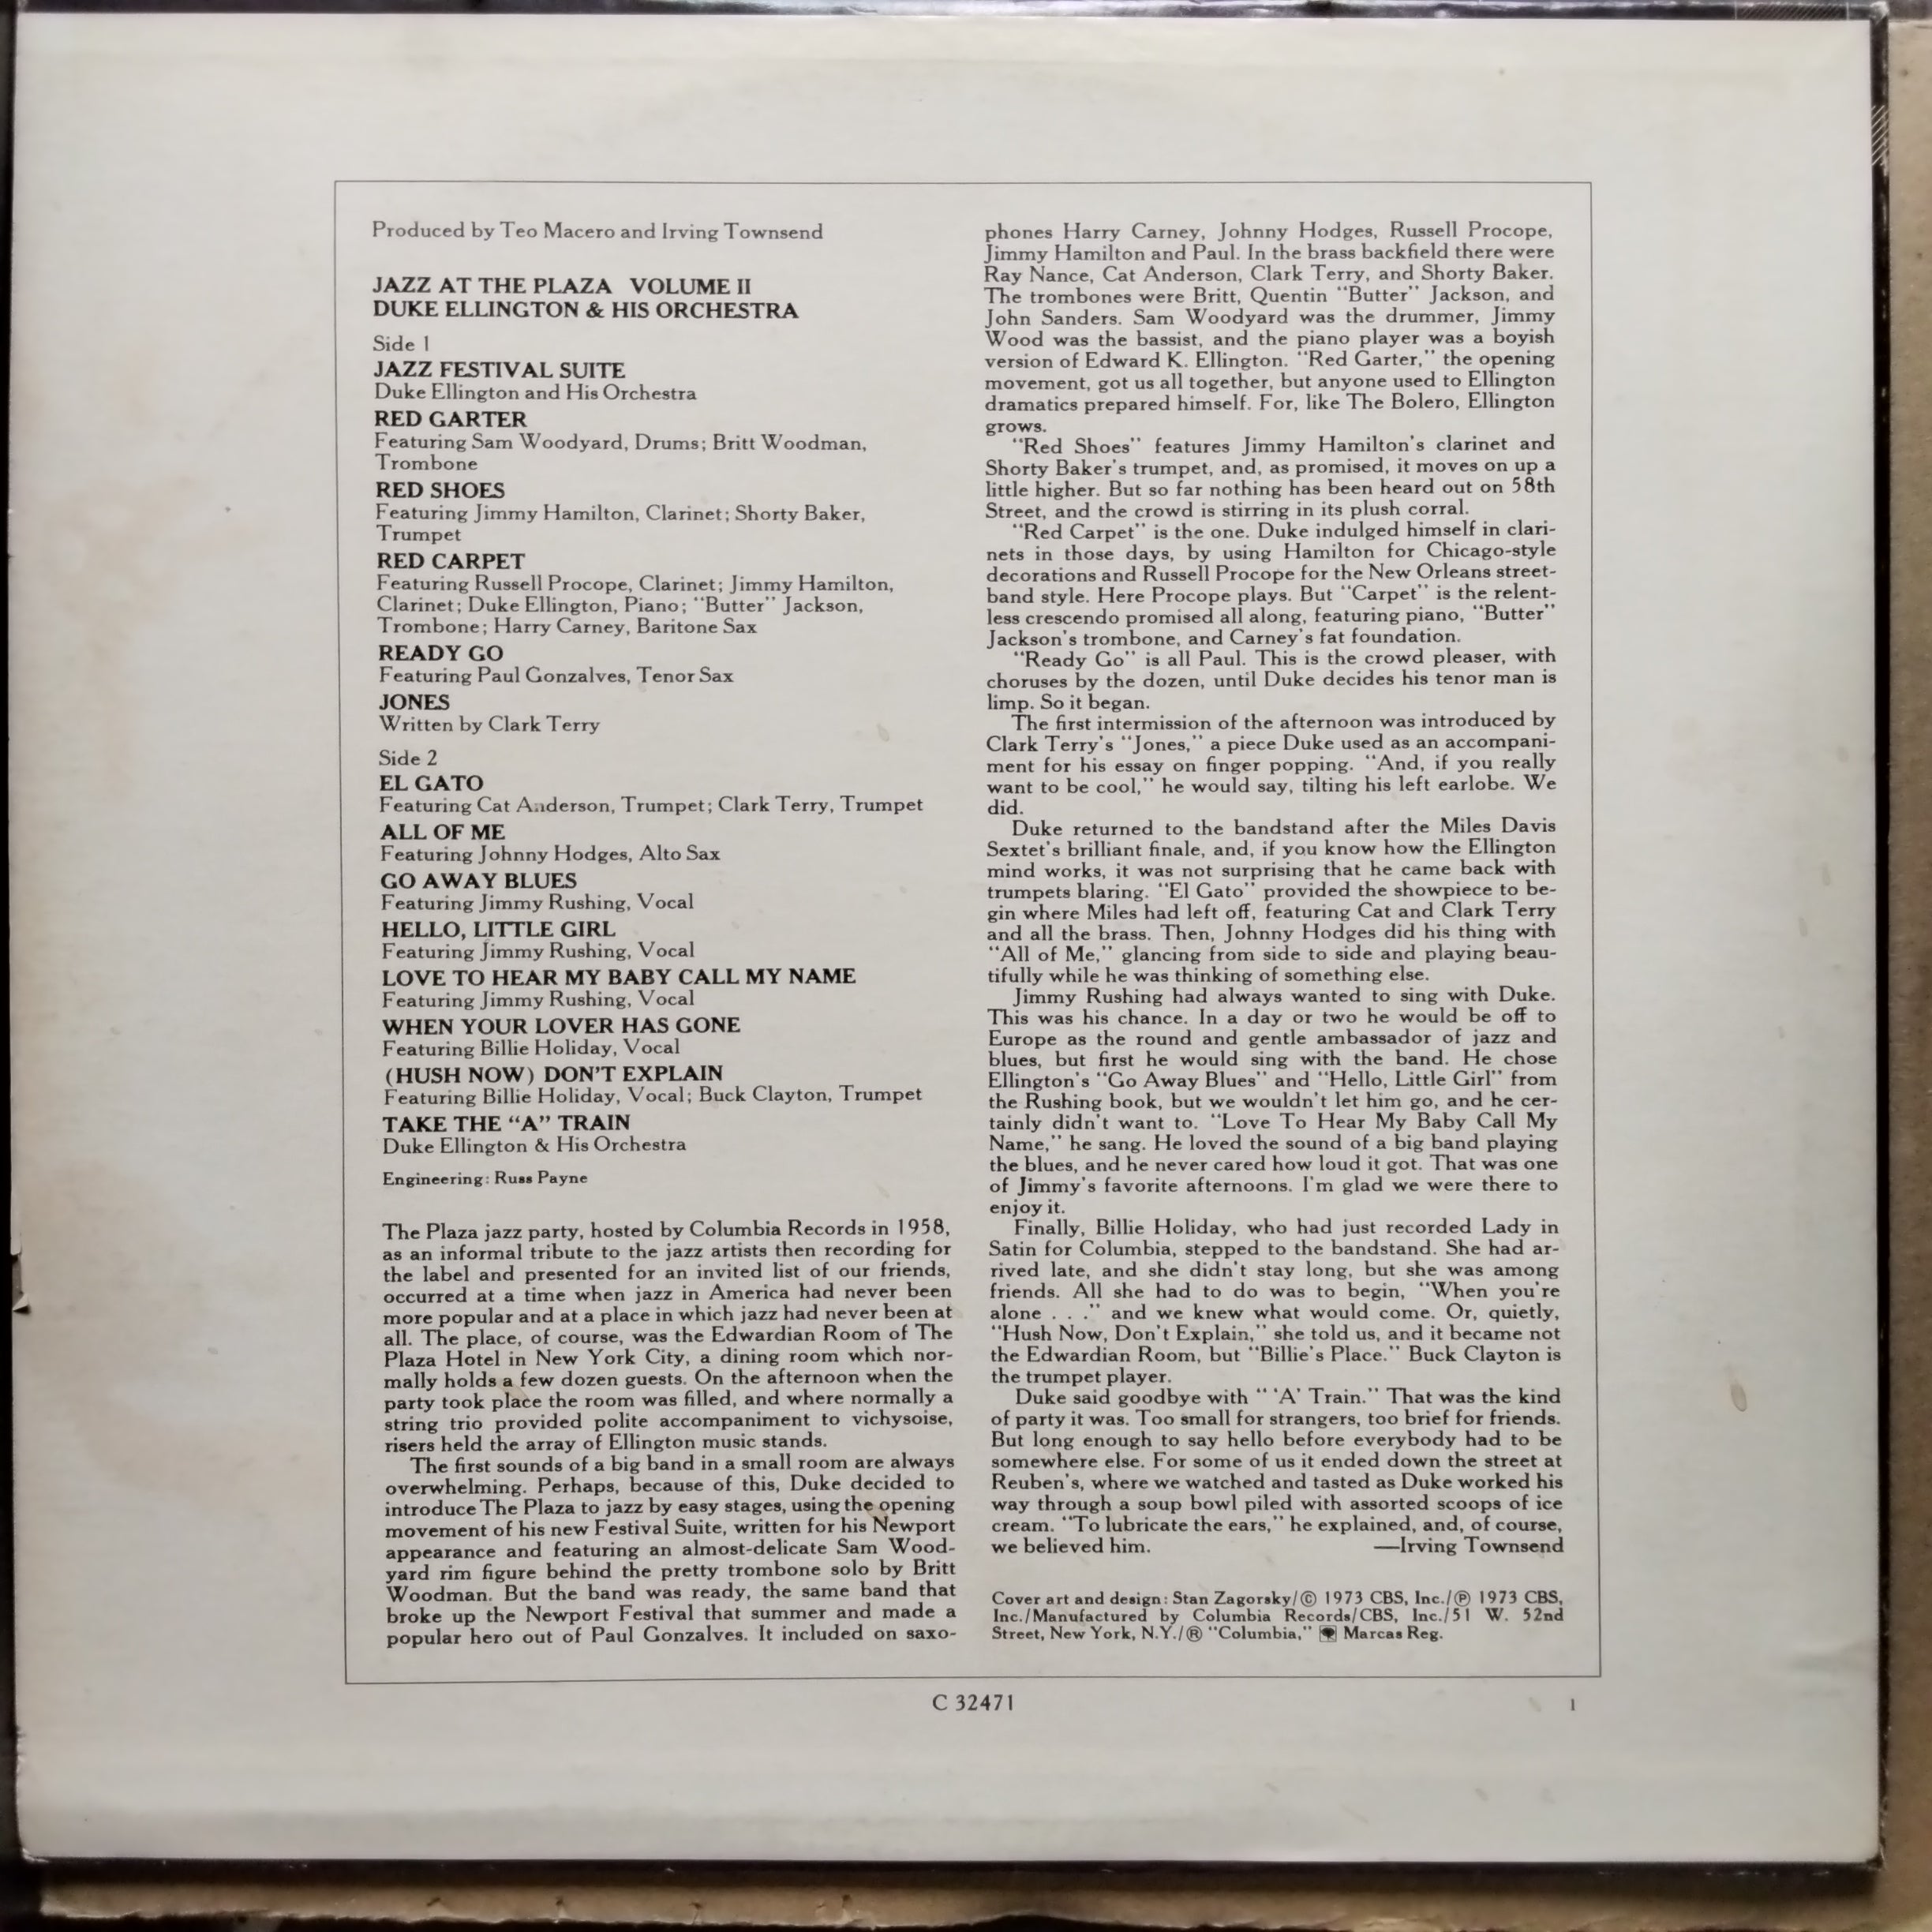 Produced by Teo Macero and Irving Townsend
JAZZ AT THE PLAZA VOLUME II
DUKE ELLINGTON & HIS ORCHESTRA
Side 1
JAZZ FESTIVAL SUITE
Duke Ellington and His Orchestra
RED GARTER
Featuring Sam Woodyard, Drums; Britt Woodman,
Trombone
RED SHOES
Featuring Jimmy Hamilton, Clarinet; Shorty Baker,
Trumpet
RED CARPET
Featuring Russell Procope, Clarinet; Jimmy Hamilton,
Clarinet; Duke Ellington, Piano; "Butter" Jackson,
Trombone; Harry Carney, Baritone Sax
READY GO
Featuring Paul Gonzalves, Tenor Sax
JONES
Written by Clark Terry
Side 2
EL GATO
Featuring Cat Anderson, Trumpet; Clark Terry, Trumpet
ALL OF ME
Featuring Johnny Hodges, Alto Sax
GO AWAY BLUES
Featuring Jimmy Rushing, Vocal
HELLO, LITTLE GIRL
Featuring Jimmy Rushing, Vocal
LOVE TO HEAR MY BABY CALL MY NAME
Featuring Jimmy Rushing, Vocal
WHEN YOUR LOVER HAS GONE
Featuring Billie Holiday, Vocal
(HUSH NOW) DON'T EXPLAIN
Featuring Billie Holiday, Vocal; Buck Clayton, Trumpet
TAKE THE "A" TRAIN
Duke Ellington & His Orchestra
Engineering: Russ Payne
The Plaza jazz party, hosted by Columbia Records in 1958,
as an informal tribute to the jazz artists then recording for
the label and presented for an invited list of our friends,
occurred at a time when jazz in America had never been
more popular and at a place in which jazz had never been at
all. The place, of course, was the Edwardian Room of The
Plaza Hotel in New York City, a dining room which nor-
mally holds a few dozen guests. On the afternoon when the
party took place the room was filled, and where normally a
string trio provided polite accompaniment to vichysoise,
risers held the array of Ellington music stands.
The first sounds of a big band in a small room are always
overwhelming. Perhaps, because of this, Duke decided to
introduce The Plaza to jazz by easy stages, using the opening
movement of his new Festival Suite, written for his Newport
appearance and featuring an almost-delicate Sam Wood-
yard rim figure behind the pretty trombone solo by Britt
Woodman. But the band was ready, the same band that
broke up the Newport Festival that summer and made a
popular hero out of Paul Gonzalves. It included on saxo-
phones Harry Carney, Johnny Hodges, Russell Procope,
Jimmy Hamilton and Paul. In the brass backfield there were
Ray Nance, Cat Anderson, Clark Terry, and Shorty Baker.
The trombones were Britt, Quentin "Butter" Jackson, and
John Sanders. Sam Woodyard was the drummer, Jimmy
Wood was the bassist, and the piano player was a boyish
version of Edward K. Ellington. "Red Garter," the opening
movement, got us all together, but anyone used to Ellington
dramatics prepared himself. For, like The Bolero, Ellington
grows.
"Red Shoes" features Jimmy Hamilton's clarinet and
Shorty Baker's trumpet, and, as promised, it moves on up a
little higher. But so far nothing has been heard out on 58th
Street, and the crowd is stirring in its plush corral.
"Red Carpet" is the one. Duke indulged himself in clari-
nets in those days, by using Hamilton for Chicago-style
decorations and Russell Procope for the New Orleans street-
band style. Here Procope plays. But "Carpet" is the relent-
less crescendo promised all along, featuring piano, "Butter"
Jackson's trombone, and Carney's fat foundation.
"Ready Go" is all Paul. This is the crowd pleaser, with
choruses by the dozen, until Duke decides his tenor man is
limp. So it began.
The first intermission of the afternoon was introduced by
Clark Terry's "Jones," a piece Duke used as an accompani-
ment for his essay on finger popping. "And, if you really
want to be cool," he would say, tilting his left earlobe. We
did.
Duke returned to the bandstand after the Miles Davis
Sextet's brilliant finale, and, if you know how the Ellington
mind works, it was not surprising that he came back with
trumpets blaring. "El Gato" provided the showpiece to be-
gin where Miles had left off, featuring Cat and Clark Terry
and all the brass. Then, Johnny Hodges did his thing with
"All of Me," glancing from side to side and playing beau-
tifully while he was thinking of something else.
Jimmy Rushing had always wanted to sing with Duke.
This was his chance. In a day or two he would be off to
Europe as the round and gentle ambassador of jazz and
blues, but first he would sing with the band. He chose
Ellington's "Go Away Blues" and "Hello, Little Girl" from
the Rushing book, but we wouldn't let him go, and he cer-
tainly didn't want to. "Love To Hear My Baby Call My
Name," he sang. He loved the sound of a big band playing
the blues, and he never cared how loud it got. That was one
of Jimmy's favorite afternoons. I'm glad we were there to
enjoy it.
Finally, Billie Holiday, who had just recorded Lady in
Satin for Columbia, stepped to the bandstand. She had ar-
rived late, and she didn't stay long, but she was among
friends. All she had to do was to begin, "When you're
alone . . ." and we knew what would come. Or, quietly,
"Hush Now, Don't Explain," she told us, and it became not
the Edwardian Room, but "Billie's Place." Buck Clayton is
the trumpet player.
Duke said goodbye with " 'A' Train." That was the kind
of party it was. Too small for strangers, too brief for friends.
But long enough to say hello before everybody had to be
somewhere else. For some of us it ended down the street at
Reuben's, where we watched and tasted as Duke worked his
way through a soup bowl piled with assorted scoops of ice
cream. "To lubricate the ears," he explained, and, of course,
we believed him. —Irving Townsend
Cover art and design: Stan Zagorsky/© 1973 CBS, Inc./℗ 1973 CBS,
Inc./Manufactured by Columbia Records/CBS, Inc./51 W. 52nd
Street, New York, N.Y./® "Columbia," Marcas Reg.
C 32471
1